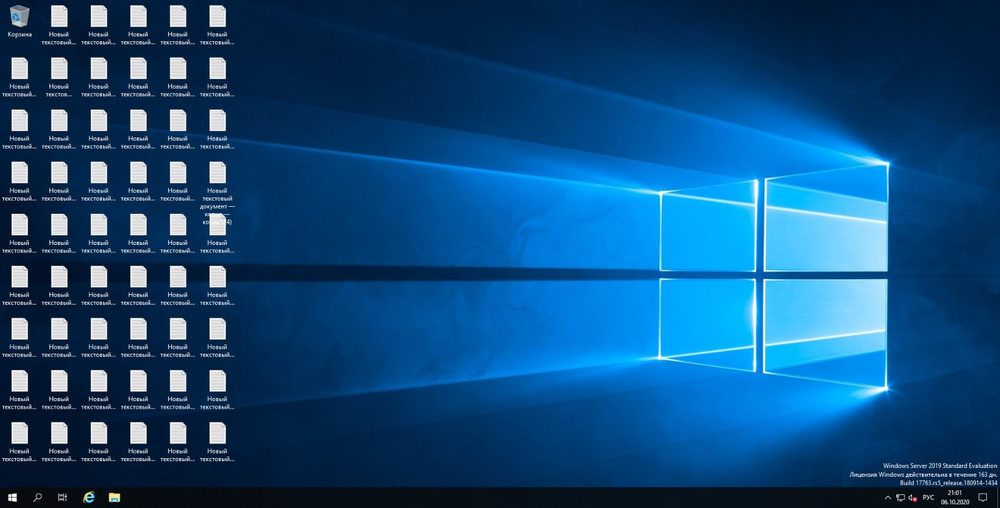 Корзина
Новый
текстовый...
Новый
текстовый...
Новый
текстовый...
Новый
текстовый...
Новый
текстовый...
Новый
текстовый...
Новый
текстов...
Новый
текстовый...
Новый
текстовый...
Новый
текстовый...
Новый
текстовый...
Новый
текстовый...
Новый
текстовый...
Новый
текстовый...
Новый
текстовый...
Новый
текстовый...
Новый
текстовый...
Новый
текстовый...
Новый
текстовый...
Новый
текстовый...
Новый
текстовый...
Новый
текстовый...
Новый
текстовый
документ —
копия —
Новый
текстовый...
Новый
текстовый...
Новый
текстовый...
Новый
текстовый...
Новый
текстовый...
Новый
текстовый...
Новый
текстовый...
Новый
текстовый...
Новый
текстовый...
Новый
текстовый...
Новый
текстовый...
Новый
текстовый...
Новый
текстовый...
Новый
текстовый...
Новый
текстовый...
Новый
текстовый...
Новый
текстовый...
Новый
текстовый...
Новый
текстовый...
Новый
текстовый...
Новый
текстовый...
Новый
текстовый...
Новый
текстовый...
Новый
текстовый...
Новый
текстовый...
Новый
текстовый...
Новый
текстовый...
Новый
текстовый...
Новый
текстовый...
Новый
текстовый...
Windows Server 2019 Standard Evaluation
Лицензия Windows действительна в течение 163 дн.
Build 17763.rs5_release.180914-1434
РУС
21:01
06.10.2020